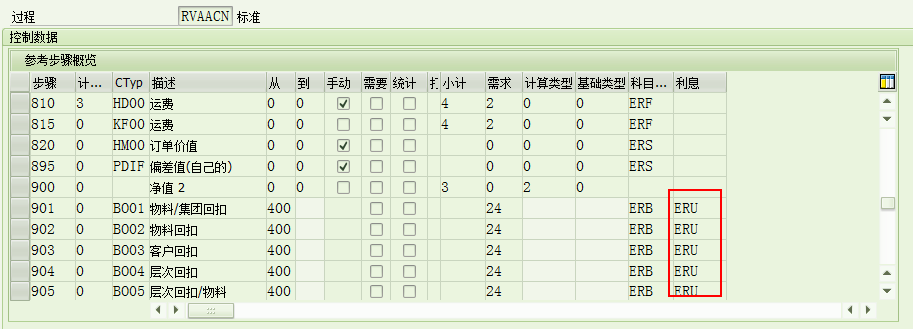 过程 RVAACN 标准
控制数据
参考步骤概览
步骤 计... CTyp 描述 从 到 手动 需要 统计 打 小计 需求 计算类型 基础类型 科目... 利息
810 3 HD00 运费 0 0 4 2 0 0 ERF
815 0 KF00 运费 0 0 4 2 0 0 ERF
820 0 HM00 订单价值 0 0 0 0 0 ERS
895 0 PDIF 偏差值(自己的) 0 0 0 0 0 ERS
900 0 净值 2 0 0 3 0 2 0
901 0 BO01 物料/集团回扣 400 24 ERB ERU
902 0 BO02 物料回扣 400 24 ERB ERU
903 0 BO03 客户回扣 400 24 ERB ERU
904 0 BO04 层次回扣 400 24 ERB ERU
905 0 BO05 层次回扣/物料 400 24 ERB ERU